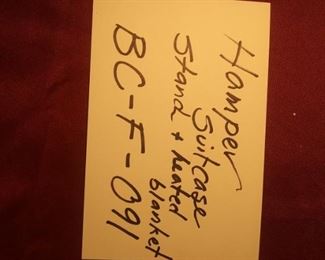 Hamper
Suitcase
Stand + heated
blanket
BC-F-091